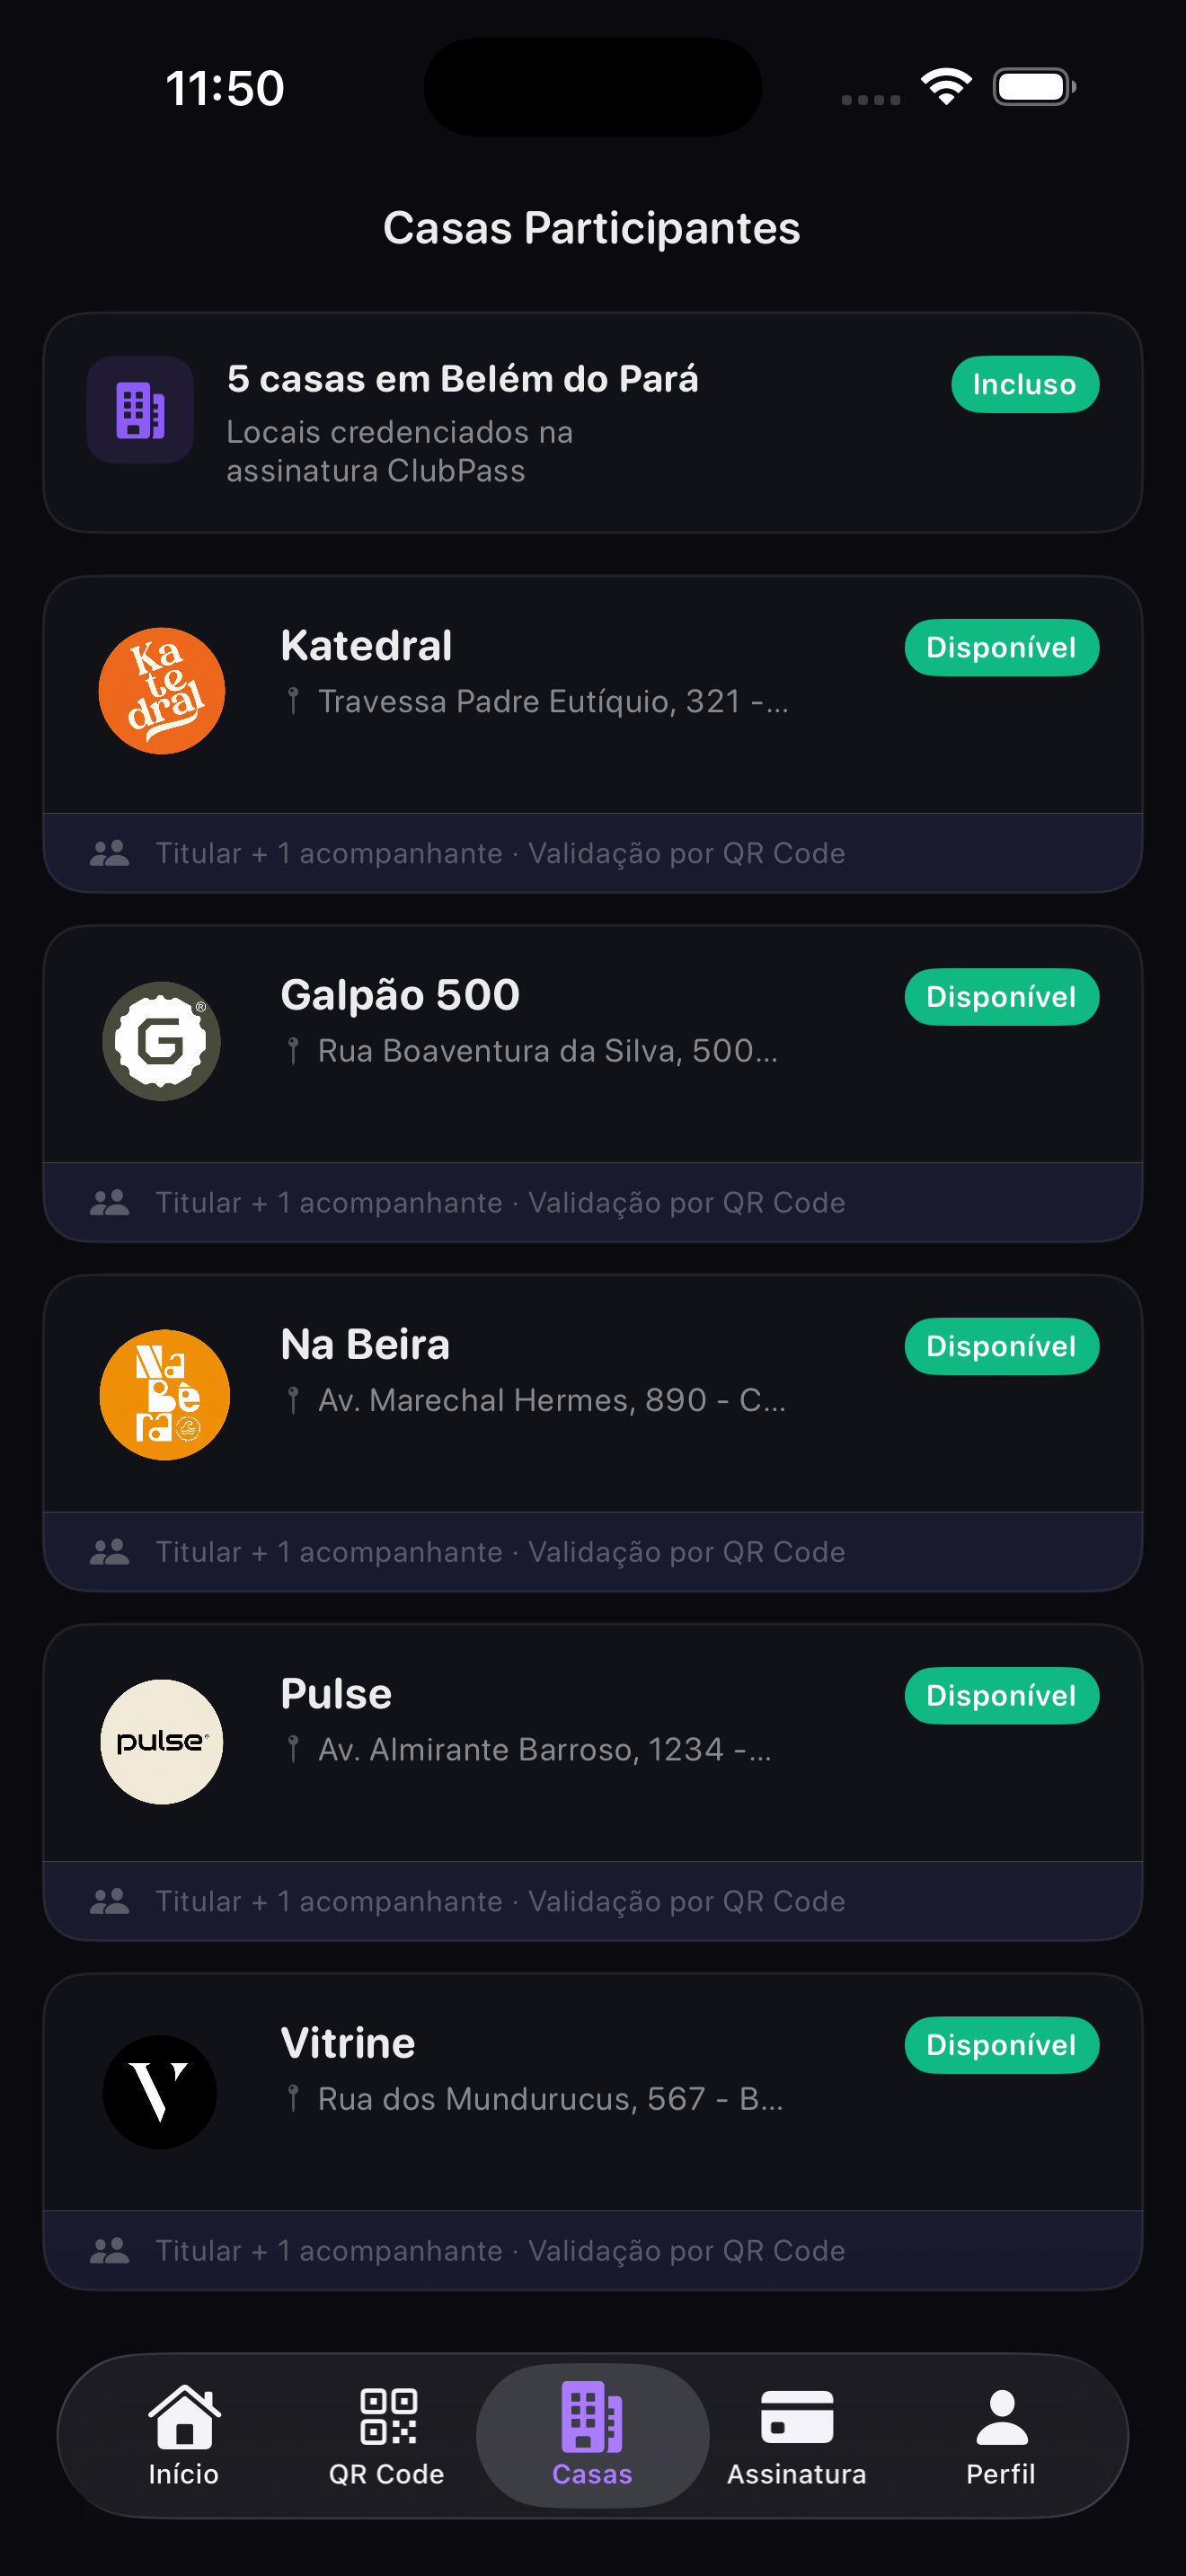 11:50
Casas Participantes
5 casas em Belém do Pará
Incluso
Locais credenciados na
assinatura ClubPass
Ka
te
dral
Katedral
Disponível
Travessa Padre Eutíquio, 321 -...
Titular + 1 acompanhante · Validação por QR Code
G ®
Galpão 500
Disponível
Rua Boaventura da Silva, 500...
Titular + 1 acompanhante · Validação por QR Code
Na
Bê
ra
Na Beira
Disponível
Av. Marechal Hermes, 890 - C...
Titular + 1 acompanhante · Validação por QR Code
pulse
Pulse
Disponível
Av. Almirante Barroso, 1234 -...
Titular + 1 acompanhante · Validação por QR Code
V
Vitrine
Disponível
Rua dos Mundurucus, 567 - B...
Titular + 1 acompanhante · Validação por QR Code
Início
QR Code
Casas
Assinatura
Perfil